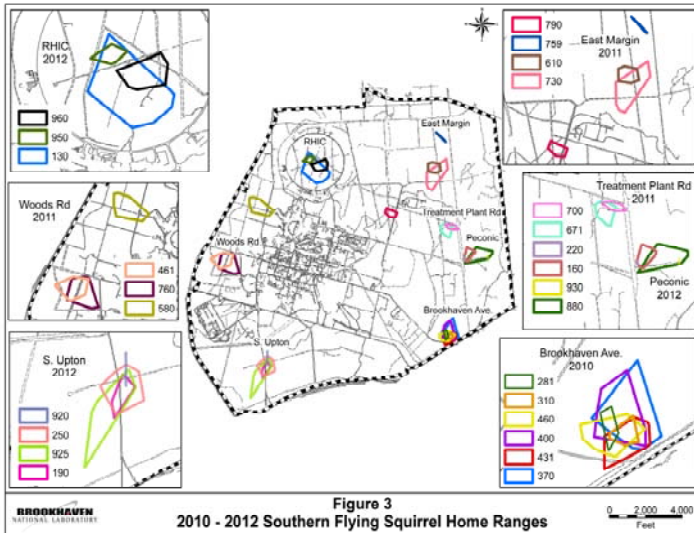 RHIC
2012
960
950
130
Woods Rd
2011
461
760
580
S. Upton
2012
920
250
925
190
RHIC
East Margin
Treatment Plant Rd
Woods Rd
Peconic
Brookhaven Ave.
S. Upton
790
759
610
730
East Margin
2011
Treatment Plant Rd
2011
700
671
220
160
930
880
Peconic
2012
Brookhaven Ave.
2010
281
310
460
400
431
370
BROOKHAVEN
NATIONAL LABORATORY
Figure 3
2010 - 2012 Southern Flying Squirrel Home Ranges
0 2,000 4,000
Feet